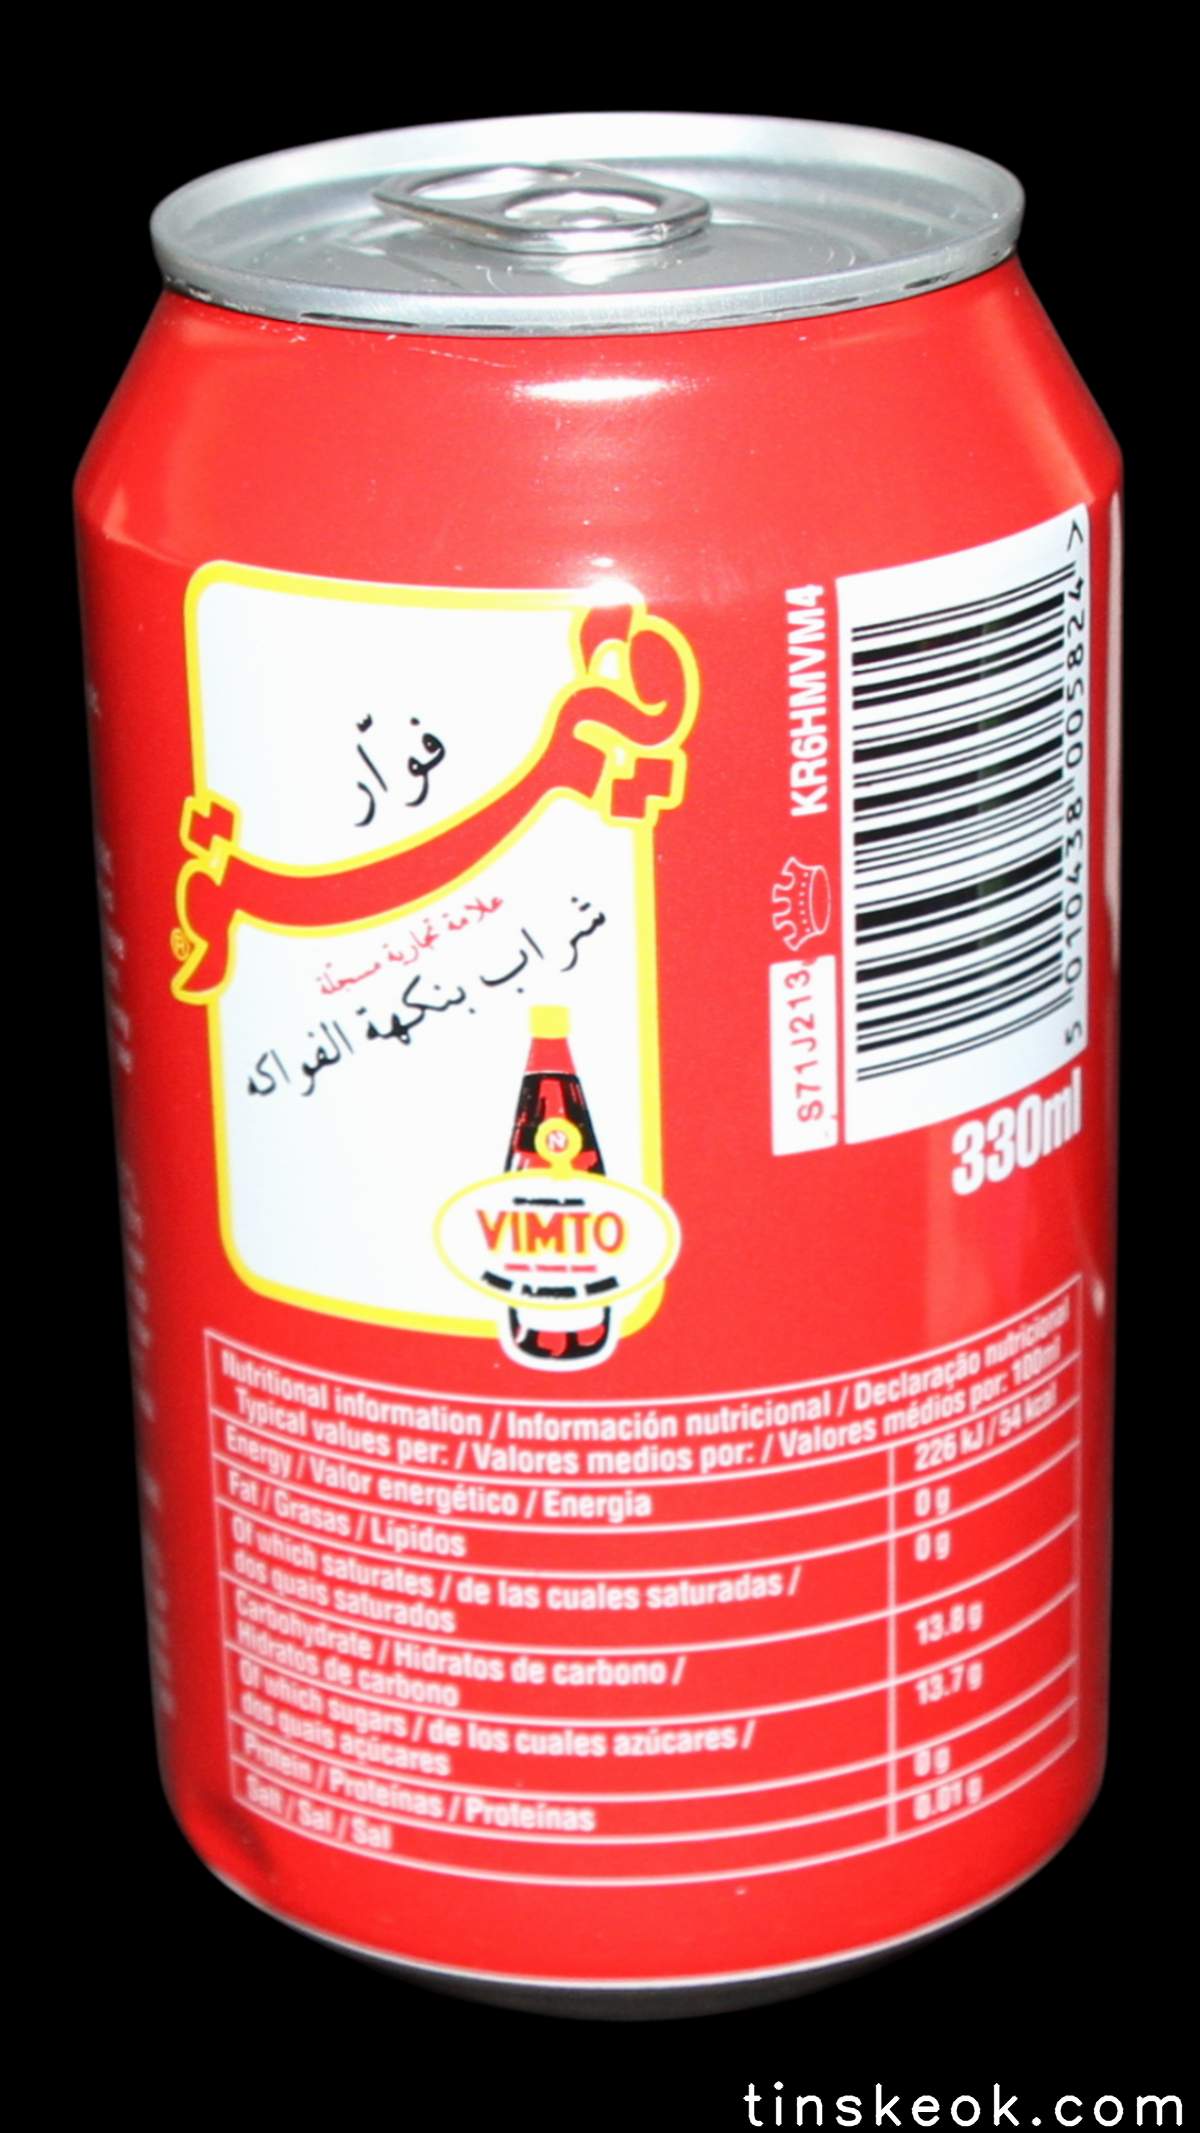 فوّار
ڤيمتو
®
علامة تجارية مسجّلة
شراب بنكهة الفواكه
VIMTO
KR6HMVM4
S71J213
5 010438 005824 >
330ml
Nutritional information / Información nutricional / Declaração nutricional
Typical values per: / Valores medios por: / Valores médios por: 100ml
Energy / Valor energético / Energia 226 kJ / 54 kcal
Fat / Grasas / Lípidos 0 g
Of which saturates / de las cuales saturadas / 0 g
dos quais saturados
Carbohydrate / Hidratos de carbono / 13.8 g
Hidratos de carbono
Of which sugars / de los cuales azúcares / 13.7 g
dos quais açúcares
Protein / Proteínas / Proteínas 0 g
Salt / Sal / Sal 0.01 g
tinskeok.com